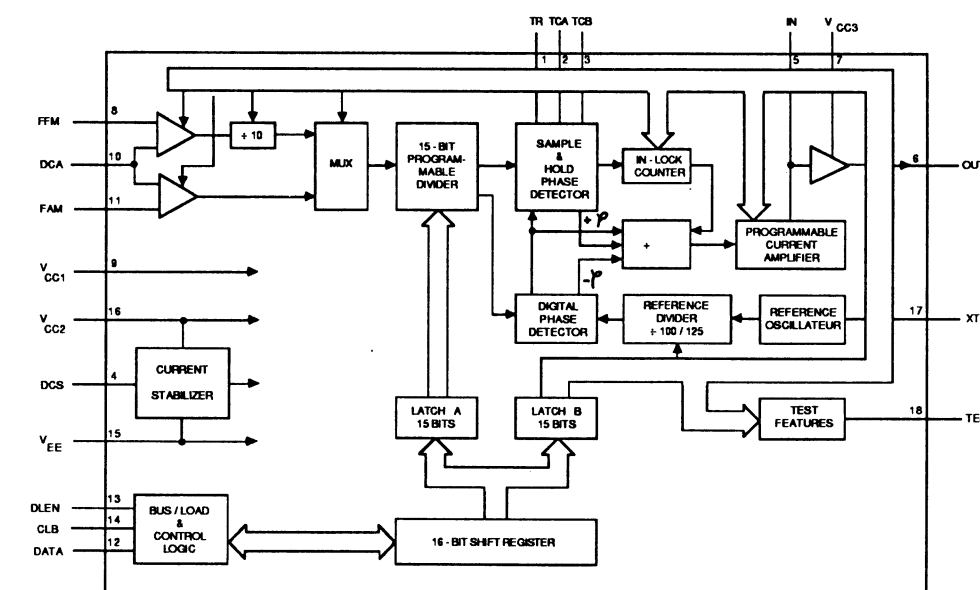 TR TCA TCB IN V CC3
1 2 3 5 7
FFM 8
DCA 10
FAM 11
÷ 10
MUX
15 - BIT
PROGRAM-
MABLE
DIVIDER
SAMPLE
&
HOLD
PHASE
DETECTOR
IN - LOCK
COUNTER
6
+ φ
+
PROGRAMMABLE
CURRENT
AMPLIFIER
V CC1 9
- φ
V CC2 16
DIGITAL
PHASE
DETECTOR
REFERENCE
DIVIDER
÷ 100 / 125
REFERENCE
OSCILLATEUR
17
DCS 4
CURRENT
STABILIZER
V EE 15
LATCH A
15 BITS
LATCH B
15 BITS
TEST
FEATURES
18
DLEN 13
CLB 14
DATA 12
BUS / LOAD
&
CONTROL
LOGIC
16 - BIT SHIFT REGISTER